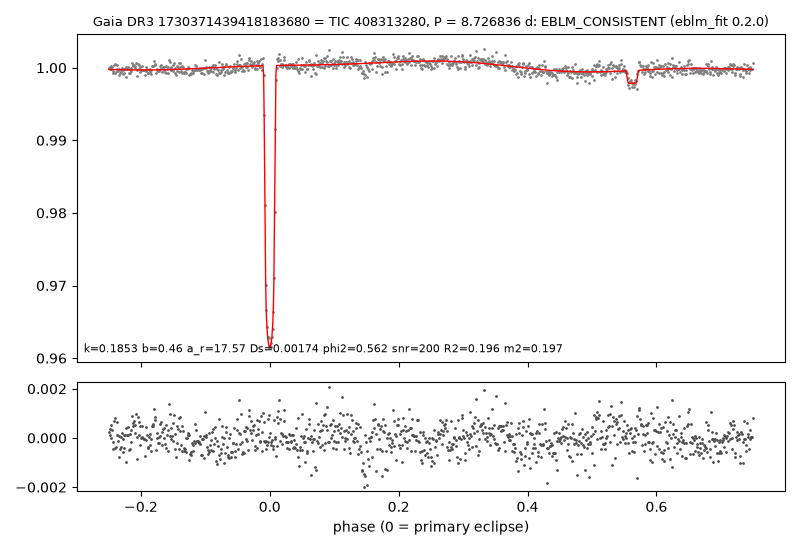 Gaia DR3 1730371439418183680 = TIC 408313280, P = 8.726836 d: EBLM_CONSISTENT (eblm_fit 0.2.0)
1.00
0.99
0.98
0.97
0.96
k=0.1853 b=0.46 a_r=17.57 Ds=0.00174 phi2=0.562 snr=200 R2=0.196 m2=0.197
0.002
0.000
−0.002
−0.2 0.0 0.2 0.4 0.6
phase (0 = primary eclipse)